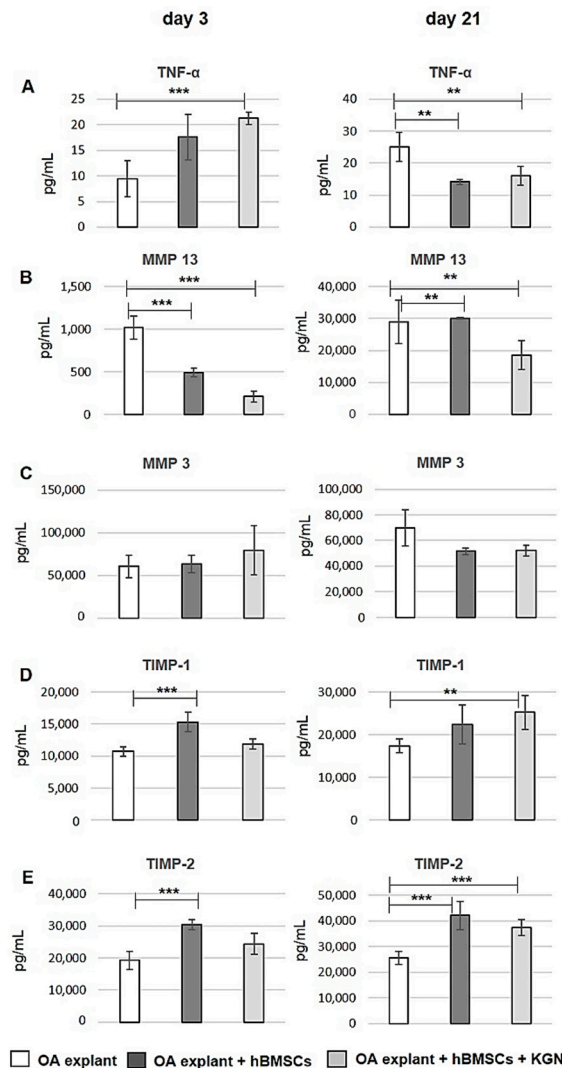 day 3 day 21
A TNF-α TNF-α
*** **
**
pg/mL pg/mL
25 20 15 10 5 0
40 30 20 10 0
B MMP 13 MMP 13
*** **
*** **
pg/mL pg/mL
1,500 1,000 500 0
40,000 30,000 20,000 10,000 0
C MMP 3 MMP 3
pg/mL pg/mL
150,000 100,000 50,000 0
80,000 60,000 40,000 20,000 0
D TIMP-1 TIMP-1
*** **
pg/mL pg/mL
20,000 15,000 10,000 5,000 0
30,000 20,000 10,000 0
E TIMP-2 TIMP-2
*** ***
***
pg/mL pg/mL
40,000 30,000 20,000 10,000 0
50,000 40,000 30,000 20,000 10,000 0
OA explant OA explant + hBMSCs OA explant + hBMSCs + KGN